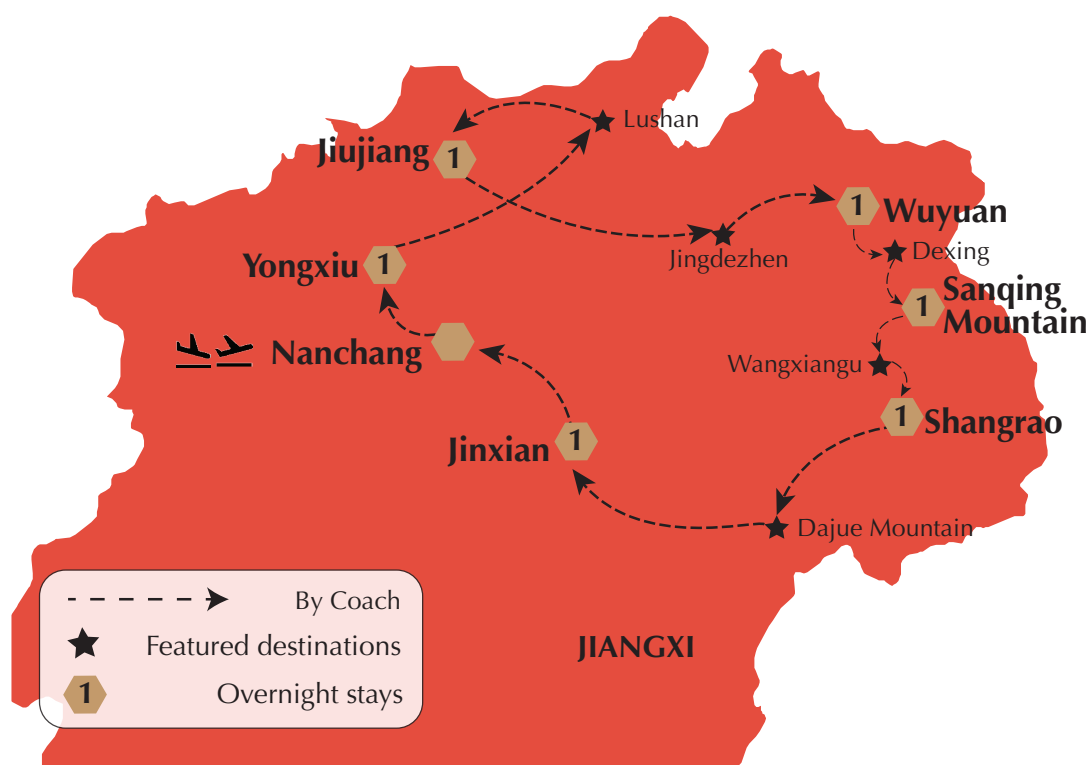 Lushan
Jiujiang
1
1
Wuyuan
Jingdezhen
Dexing
Yongxiu
1
1
Sanqing
Mountain
Nanchang
Wangxiangu
1
Shangrao
Jinxian
1
Dajue Mountain
By Coach
Featured destinations
1
Overnight stays
JIANGXI